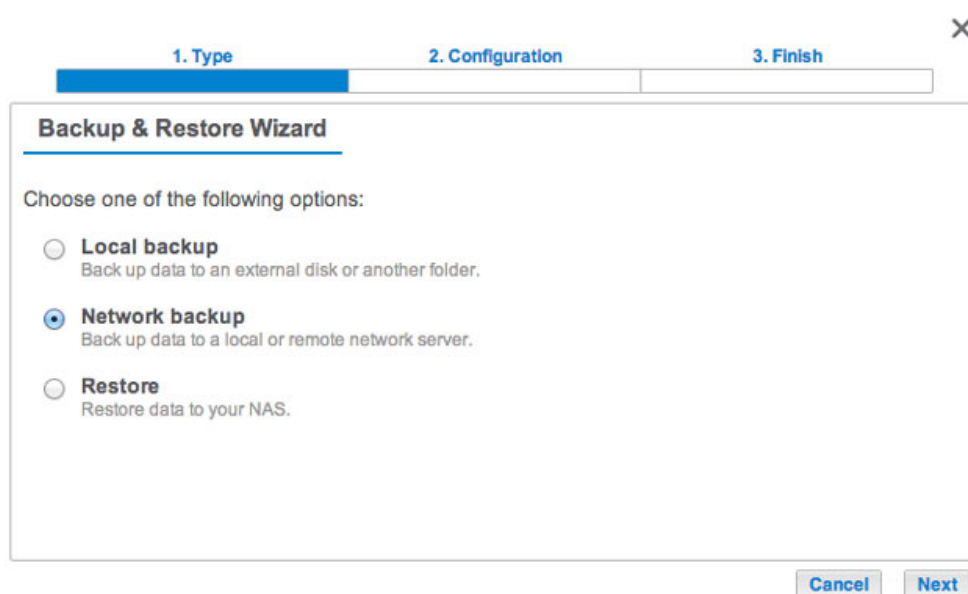 1. Type 2. Configuration 3. Finish
Backup & Restore Wizard
Choose one of the following options:
Local backup
Back up data to an external disk or another folder.
Network backup
Back up data to a local or remote network server.
Restore
Restore data to your NAS.
Cancel Next